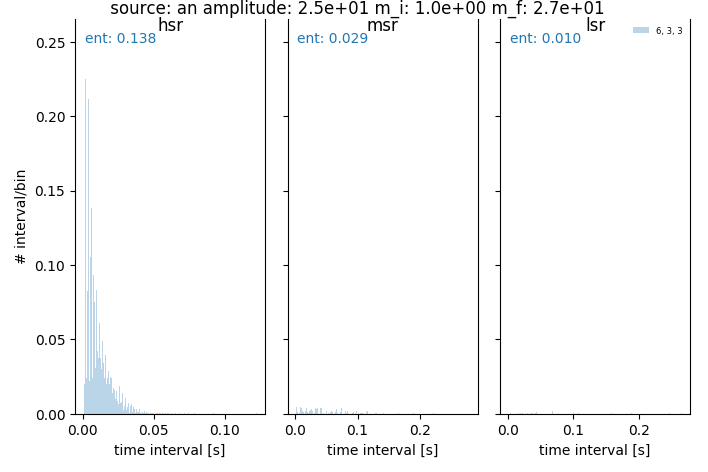 source: an amplitude: 2.5e+01 m_i: 1.0e+00 m_f: 2.7e+01
hsr
msr
lsr
ent: 0.138
ent: 0.029
ent: 0.010
6, 3, 3
# interval/bin
0.25
0.20
0.15
0.10
0.05
0.00
0.00 0.05 0.10
0.0 0.1 0.2
0.0 0.1 0.2
time interval [s]
time interval [s]
time interval [s]